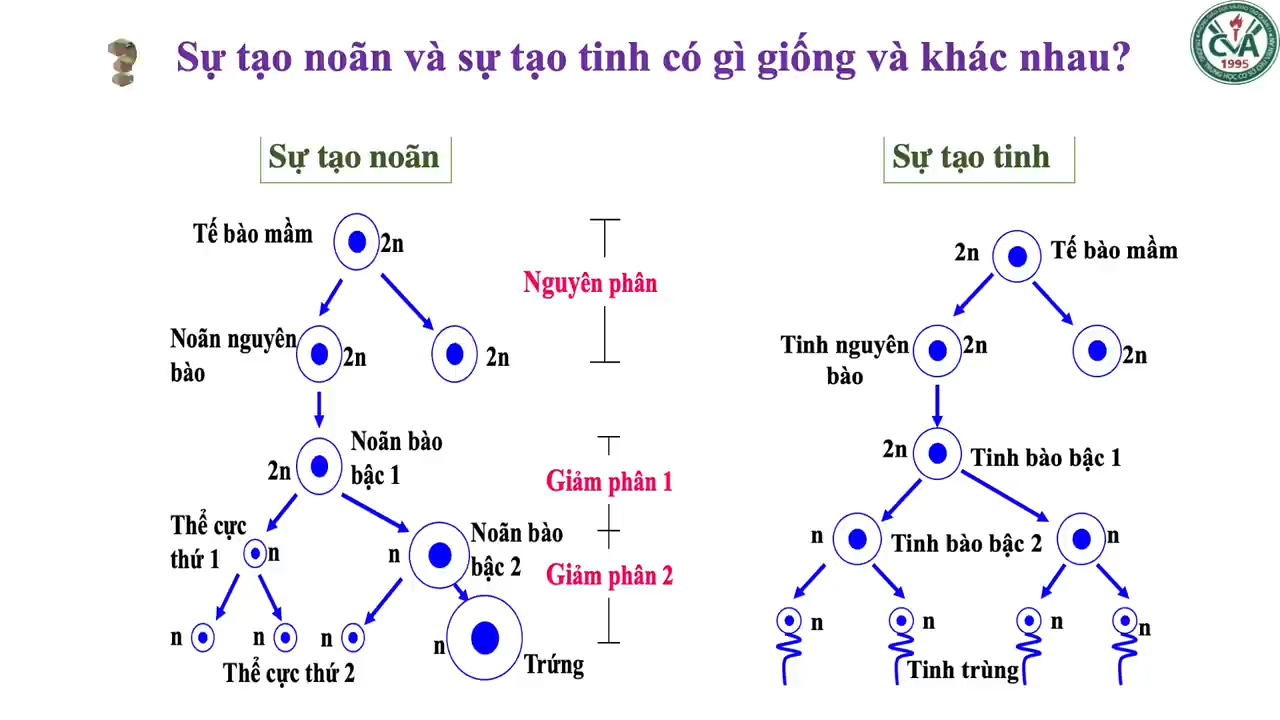 Sự tạo noãn và sự tạo tinh có gì giống và khác nhau?
CVA
1995
Sự tạo noãn
Tế bào mầm
2n
Noãn nguyên
bào
2n
2n
2n
Noãn bào
bậc 1
Thể cực
thứ 1
n
n
Noãn bào
bậc 2
n
n
n
n
Thể cực thứ 2
Trứng
Nguyên phân
Giảm phân 1
Giảm phân 2
Sự tạo tinh
2n
Tế bào mầm
Tinh nguyên
bào
2n
2n
2n
Tinh bào bậc 1
n
Tinh bào bậc 2
n
n
n
n
n
Tinh trùng